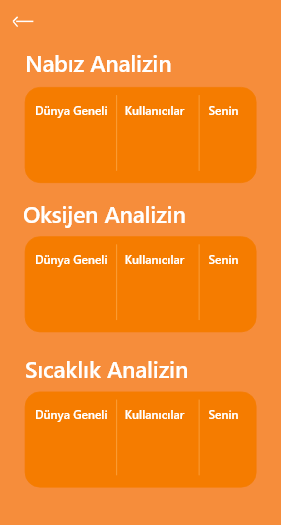 Nabız Analizin
Dünya Geneli Kullanıcılar Senin
Oksijen Analizin
Dünya Geneli Kullanıcılar Senin
Sıcaklık Analizin
Dünya Geneli Kullanıcılar Senin